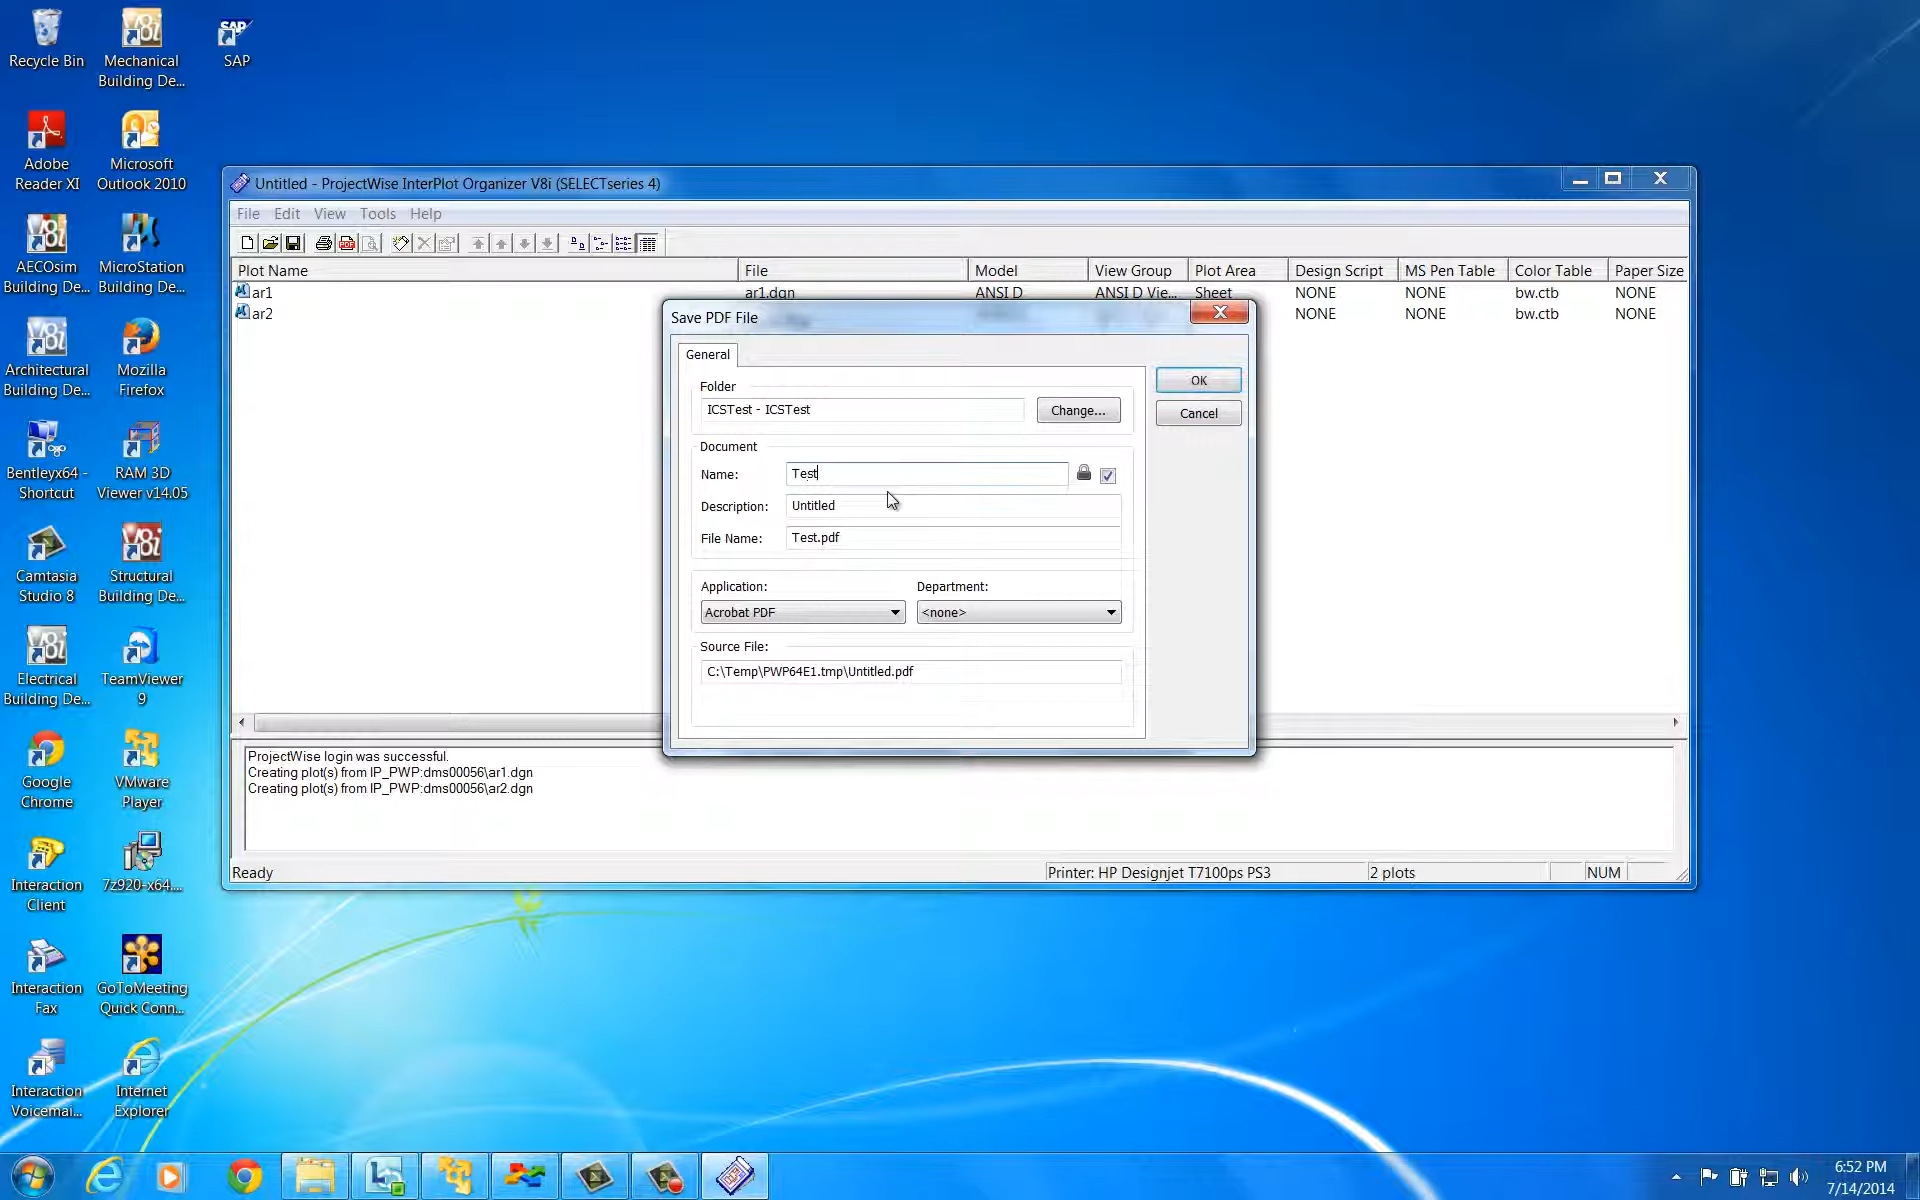 Recycle Bin
Mechanical
Building De...
SAP
SAP
Adobe
Reader XI
Microsoft
Outlook 2010
AECOsim
Building De...
MicroStation
Building De...
Architectural
Building De...
Mozilla
Firefox
Bentleyx64 -
Shortcut
RAM 3D
Viewer v14.05
Camtasia
Studio 8
Structural
Building De...
Electrical
Building De...
TeamViewer
9
Google
Chrome
VMware
Player
Interaction
Client
7z920-x64....
Interaction
Fax
GoToMeeting
Quick Conn...
Interaction
Voicemai...
Internet
Explorer
Untitled - ProjectWise InterPlot Organizer V8i (SELECTseries 4)
File Edit View Tools Help
Plot Name File Model View Group Plot Area Design Script MS Pen Table Color Table Paper Size
ar1 ar1.dgn ANSI D ANSI D Vie... Sheet NONE NONE bw.ctb NONE
ar2 NONE NONE bw.ctb NONE
Save PDF File
General
Folder
ICSTest - ICSTest
Change...
OK
Cancel
Document
Name: Test
Description: Untitled
File Name: Test.pdf
Application: Department:
Acrobat PDF <none>
Source File:
C:\Temp\PWP64E1.tmp\Untitled.pdf
ProjectWise login was successful.
Creating plot(s) from IP_PWP:dms00056\ar1.dgn
Creating plot(s) from IP_PWP:dms00056\ar2.dgn
Ready Printer: HP Designjet T7100ps PS3 2 plots NUM
6:52 PM
7/14/2014